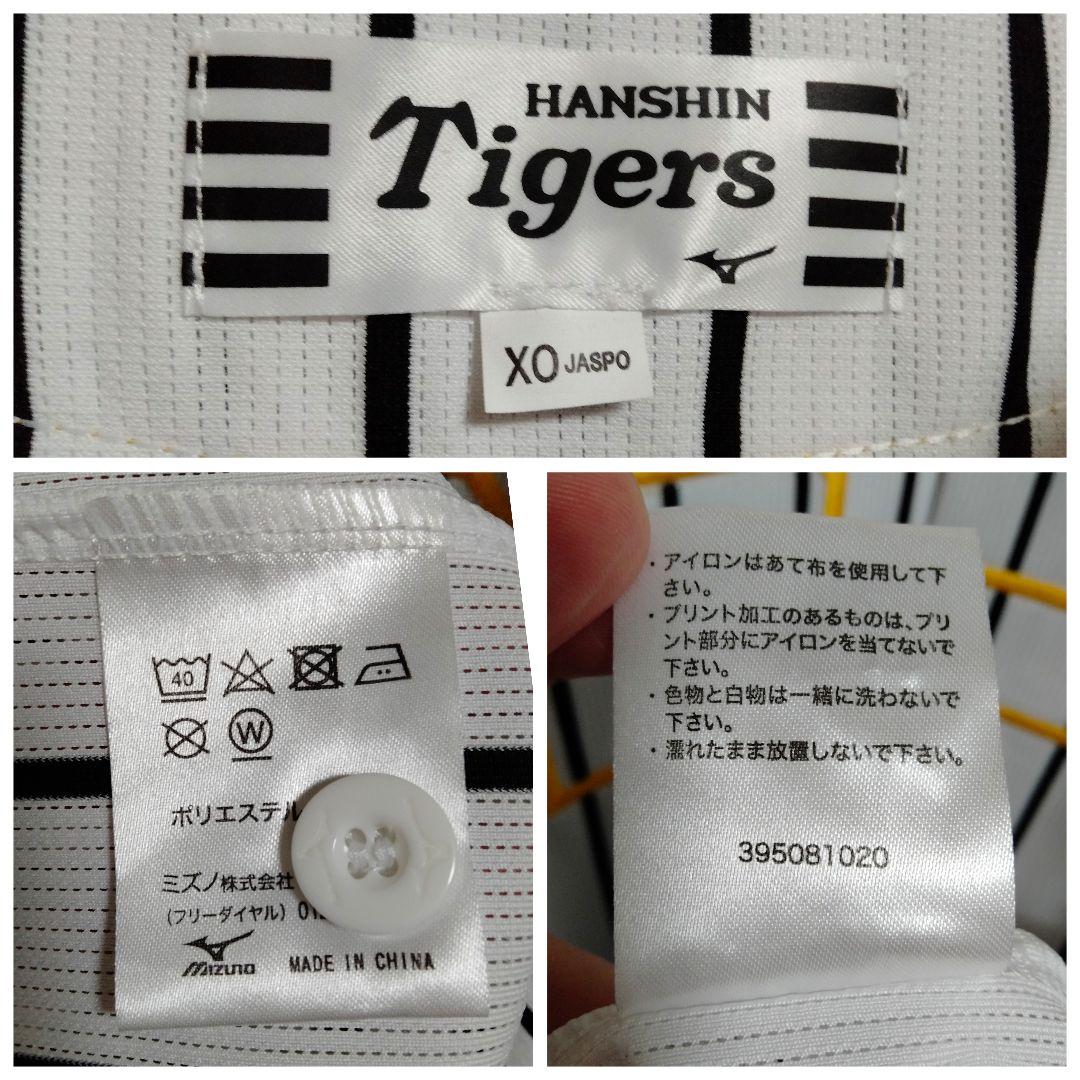 HANSHIN
Tigers
XO JASPO
40
W
ポリエステル
ミズノ株式会社
(フリーダイヤル) 01
MIZUNO MADE IN CHINA
・アイロンはあて布を使用して下
さい。
・プリント加工のあるものは、プリ
ント部分にアイロンを当てないで
下さい。
・色物と白物は一緒に洗わないで
下さい。
・濡れたまま放置しないで下さい。
395081020